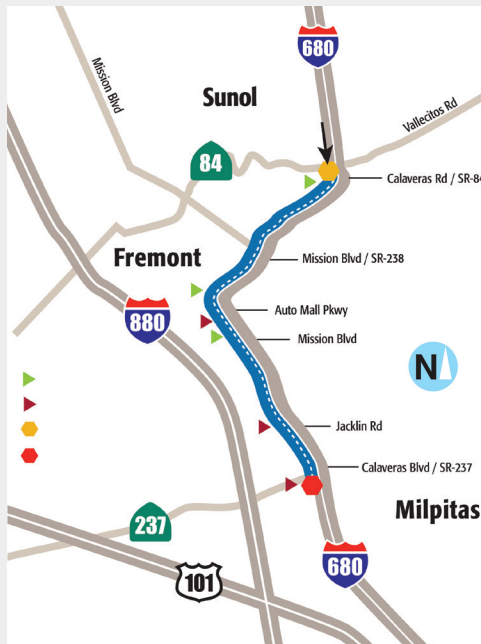 680
Mission Blvd
Sunol
Vallecitos Rd
84
Calaveras Rd / SR-84
Fremont
Mission Blvd / SR-238
880
Auto Mall Pkwy
Mission Blvd
N
Jacklin Rd
Calaveras Blvd / SR-237
Milpitas
237
680
101